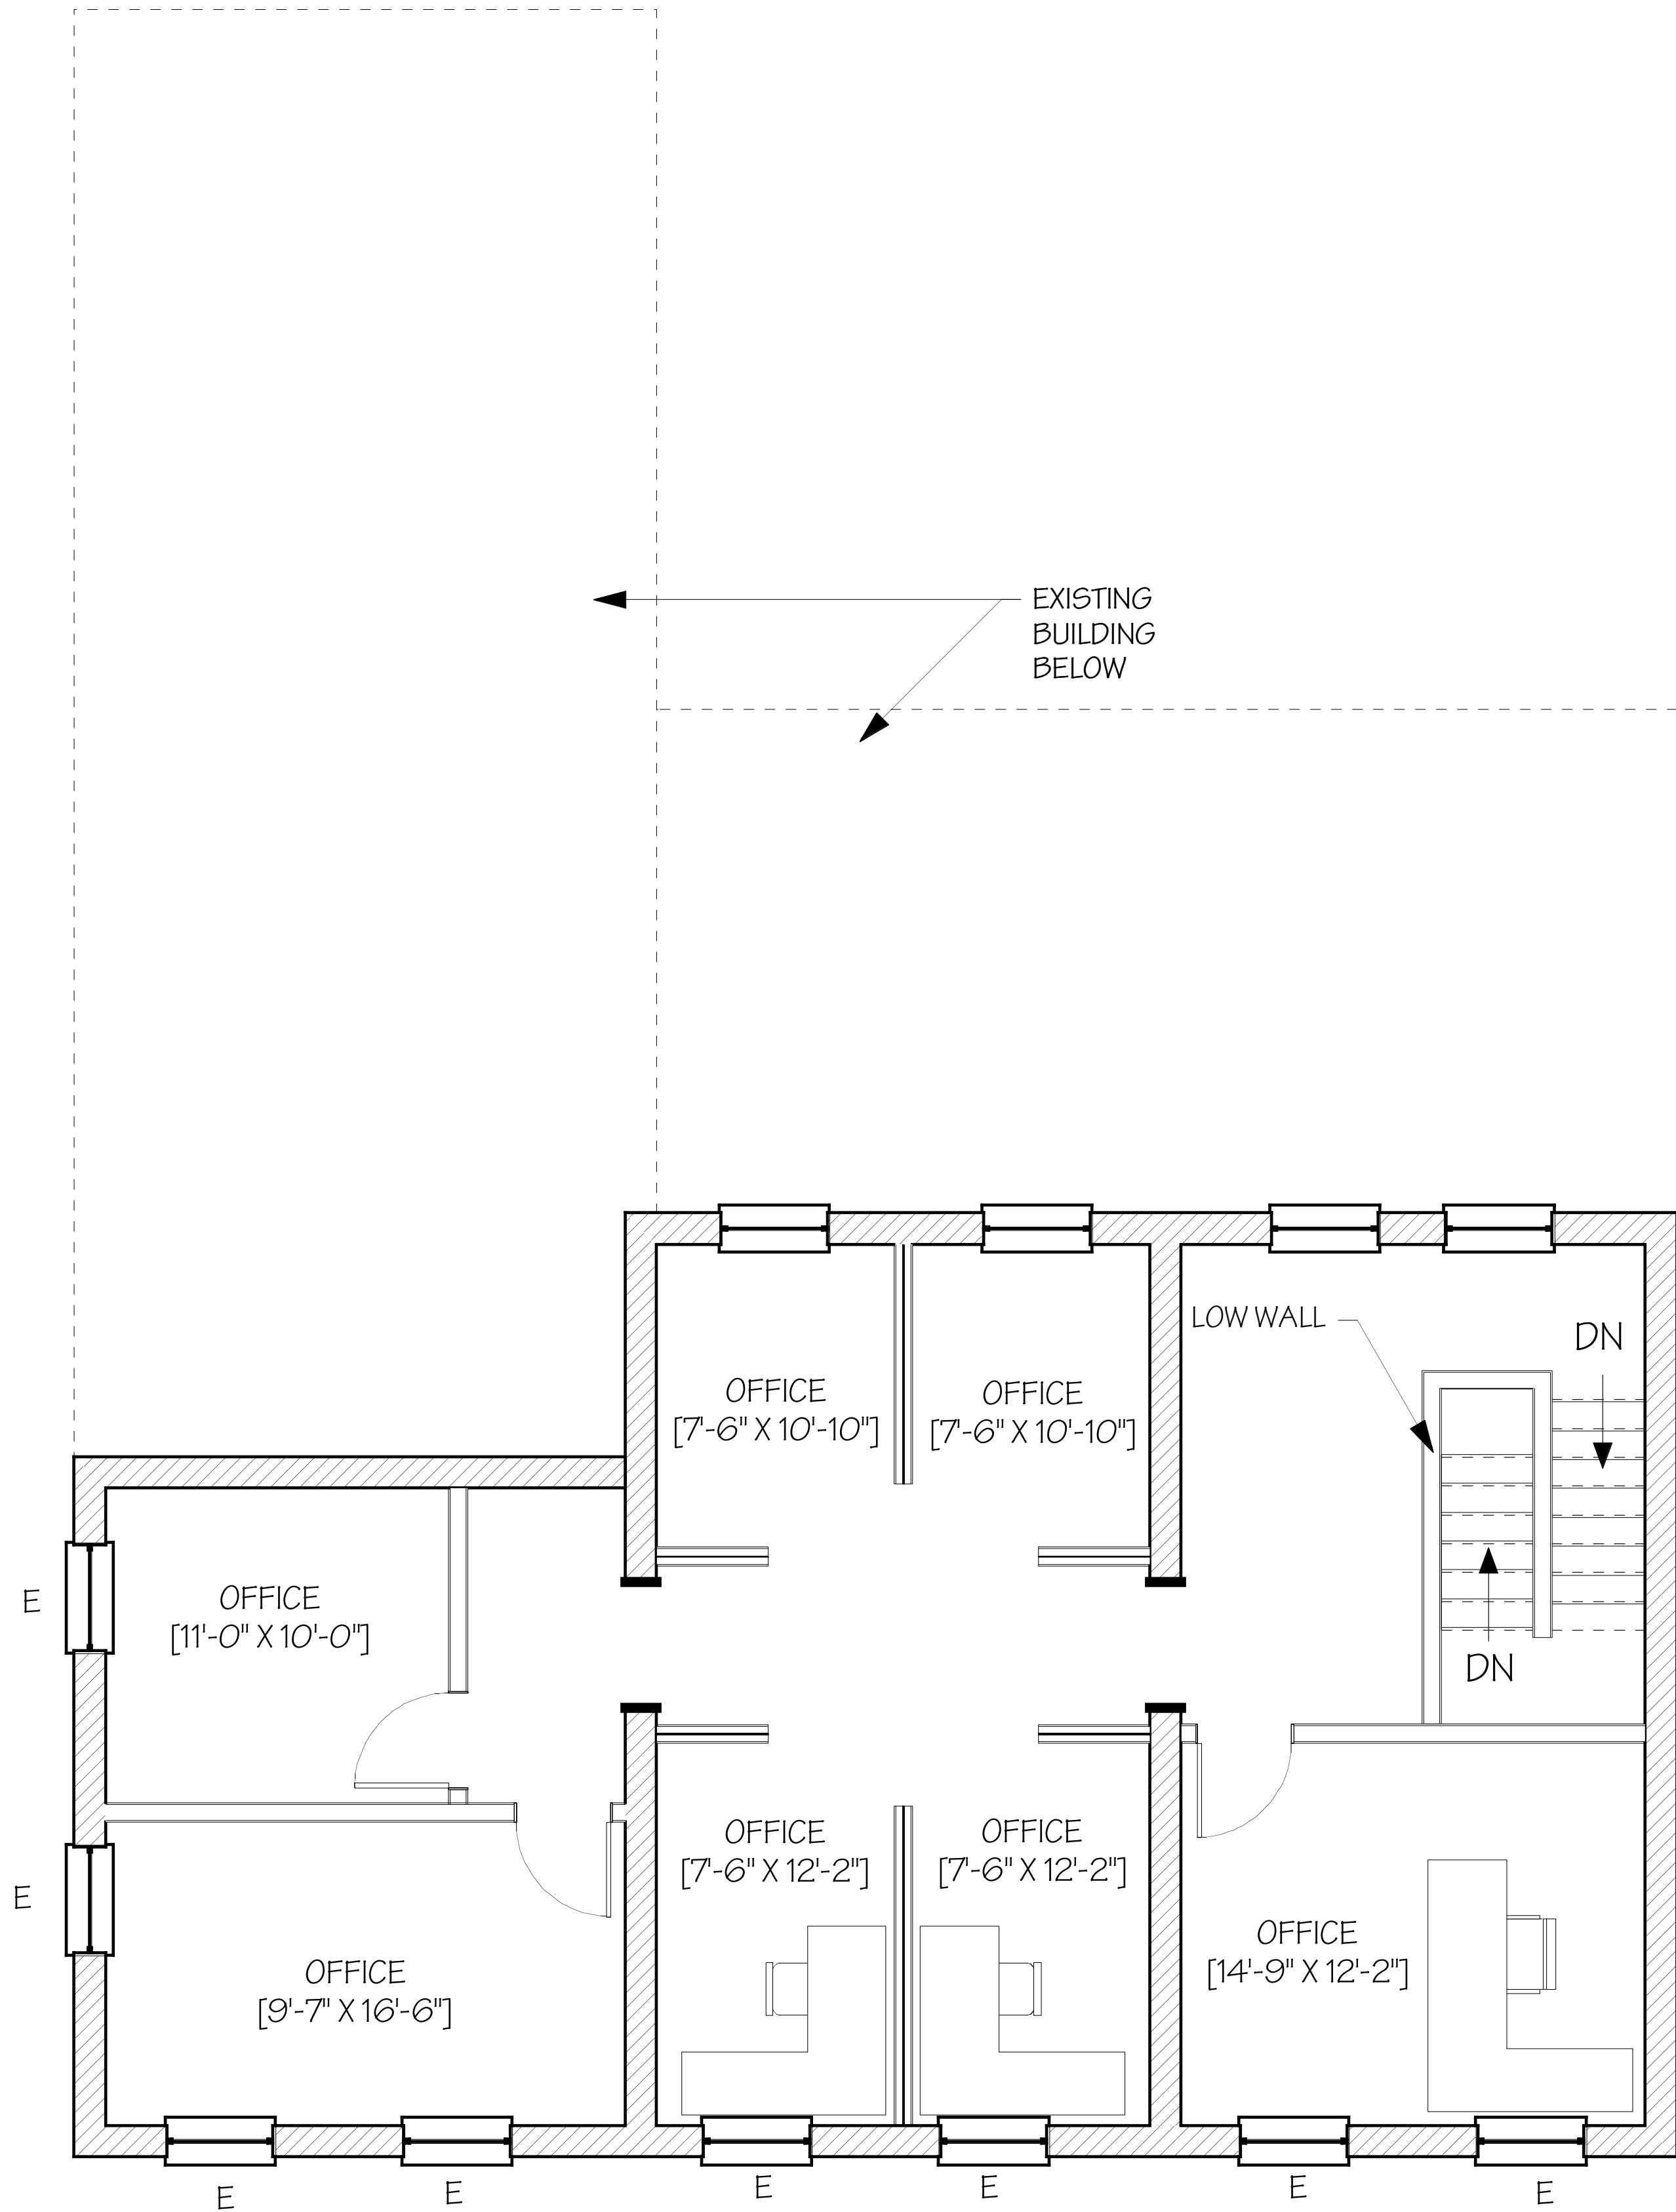 EXISTING
BUILDING
BELOW
LOW WALL
DN
OFFICE
[7'-6" X 10'-10"]
OFFICE
[7'-6" X 10'-10"]
E
OFFICE
[11'-0" X 10'-0"]
DN
OFFICE
[7'-6" X 12'-2"]
OFFICE
[7'-6" X 12'-2"]
E
OFFICE
[14'-9" X 12'-2"]
OFFICE
[9'-7" X 16'-6"]
E
E
E
E
E
E